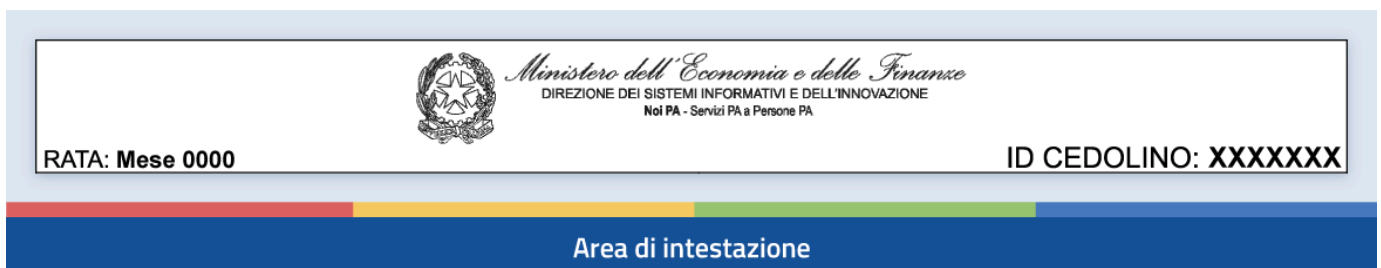 Ministero dell'Economia e delle Finanze
DIREZIONE DEI SISTEMI INFORMATIVI E DELL'INNOVAZIONE
Noi PA - Servizi PA a Persone PA
RATA: Mese 0000
ID CEDOLINO: XXXXXXX
Area di intestazione